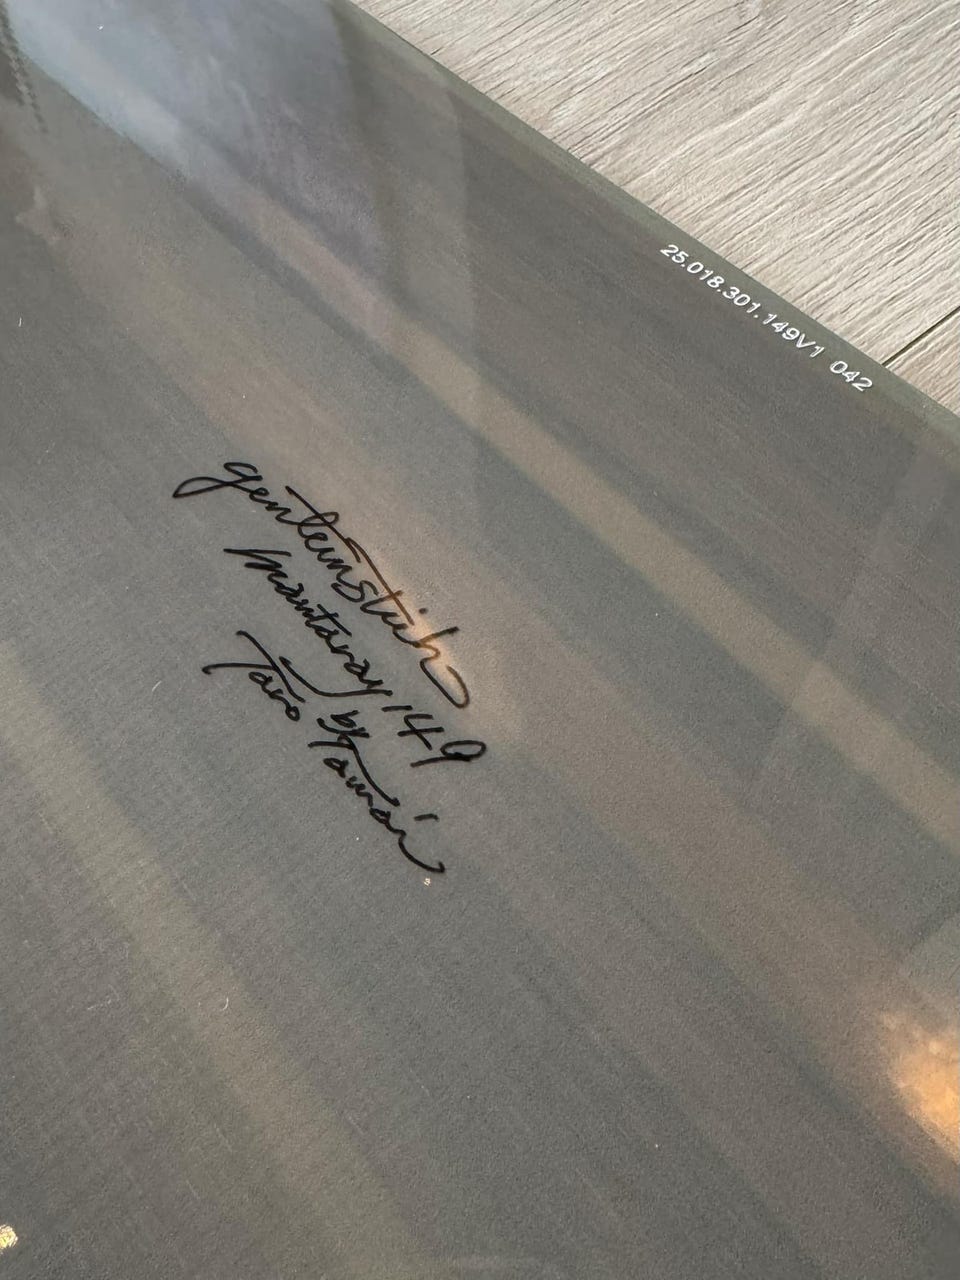 25.018.301.149V1 042
gentemstick
mantaray 149
by
Taro Tamai